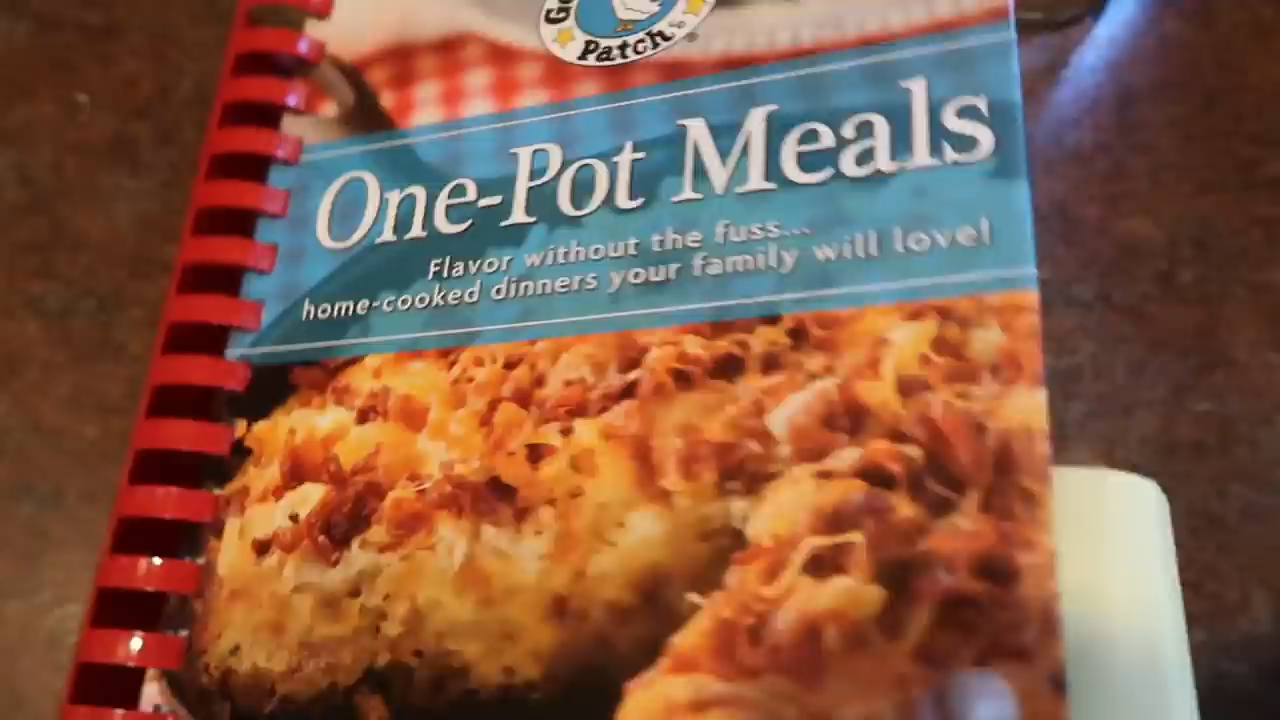 Patch
One-Pot Meals
Flavor without the fuss...
home-cooked dinners your family will love!